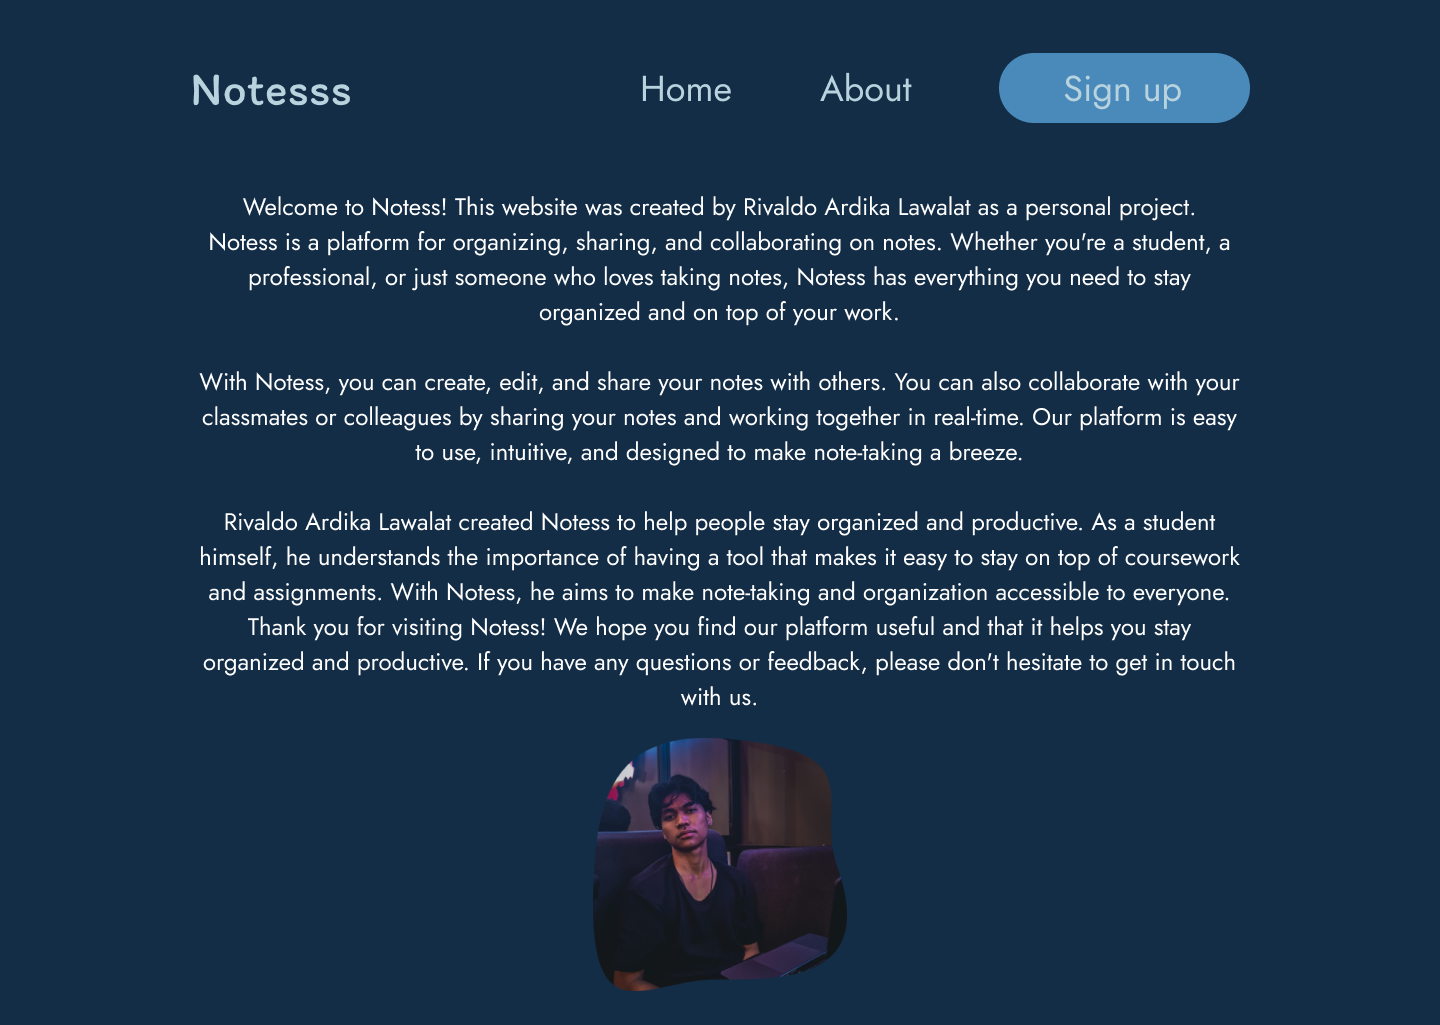 Notesss
Home
About
Sign up
Welcome to Notess! This website was created by Rivaldo Ardika Lawalat as a personal project.
Notess is a platform for organizing, sharing, and collaborating on notes. Whether you're a student, a
professional, or just someone who loves taking notes, Notess has everything you need to stay
organized and on top of your work.
With Notess, you can create, edit, and share your notes with others. You can also collaborate with your
classmates or colleagues by sharing your notes and working together in real-time. Our platform is easy
to use, intuitive, and designed to make note-taking a breeze.
Rivaldo Ardika Lawalat created Notess to help people stay organized and productive. As a student
himself, he understands the importance of having a tool that makes it easy to stay on top of coursework
and assignments. With Notess, he aims to make note-taking and organization accessible to everyone.
Thank you for visiting Notess! We hope you find our platform useful and that it helps you stay
organized and productive. If you have any questions or feedback, please don't hesitate to get in touch
with us.